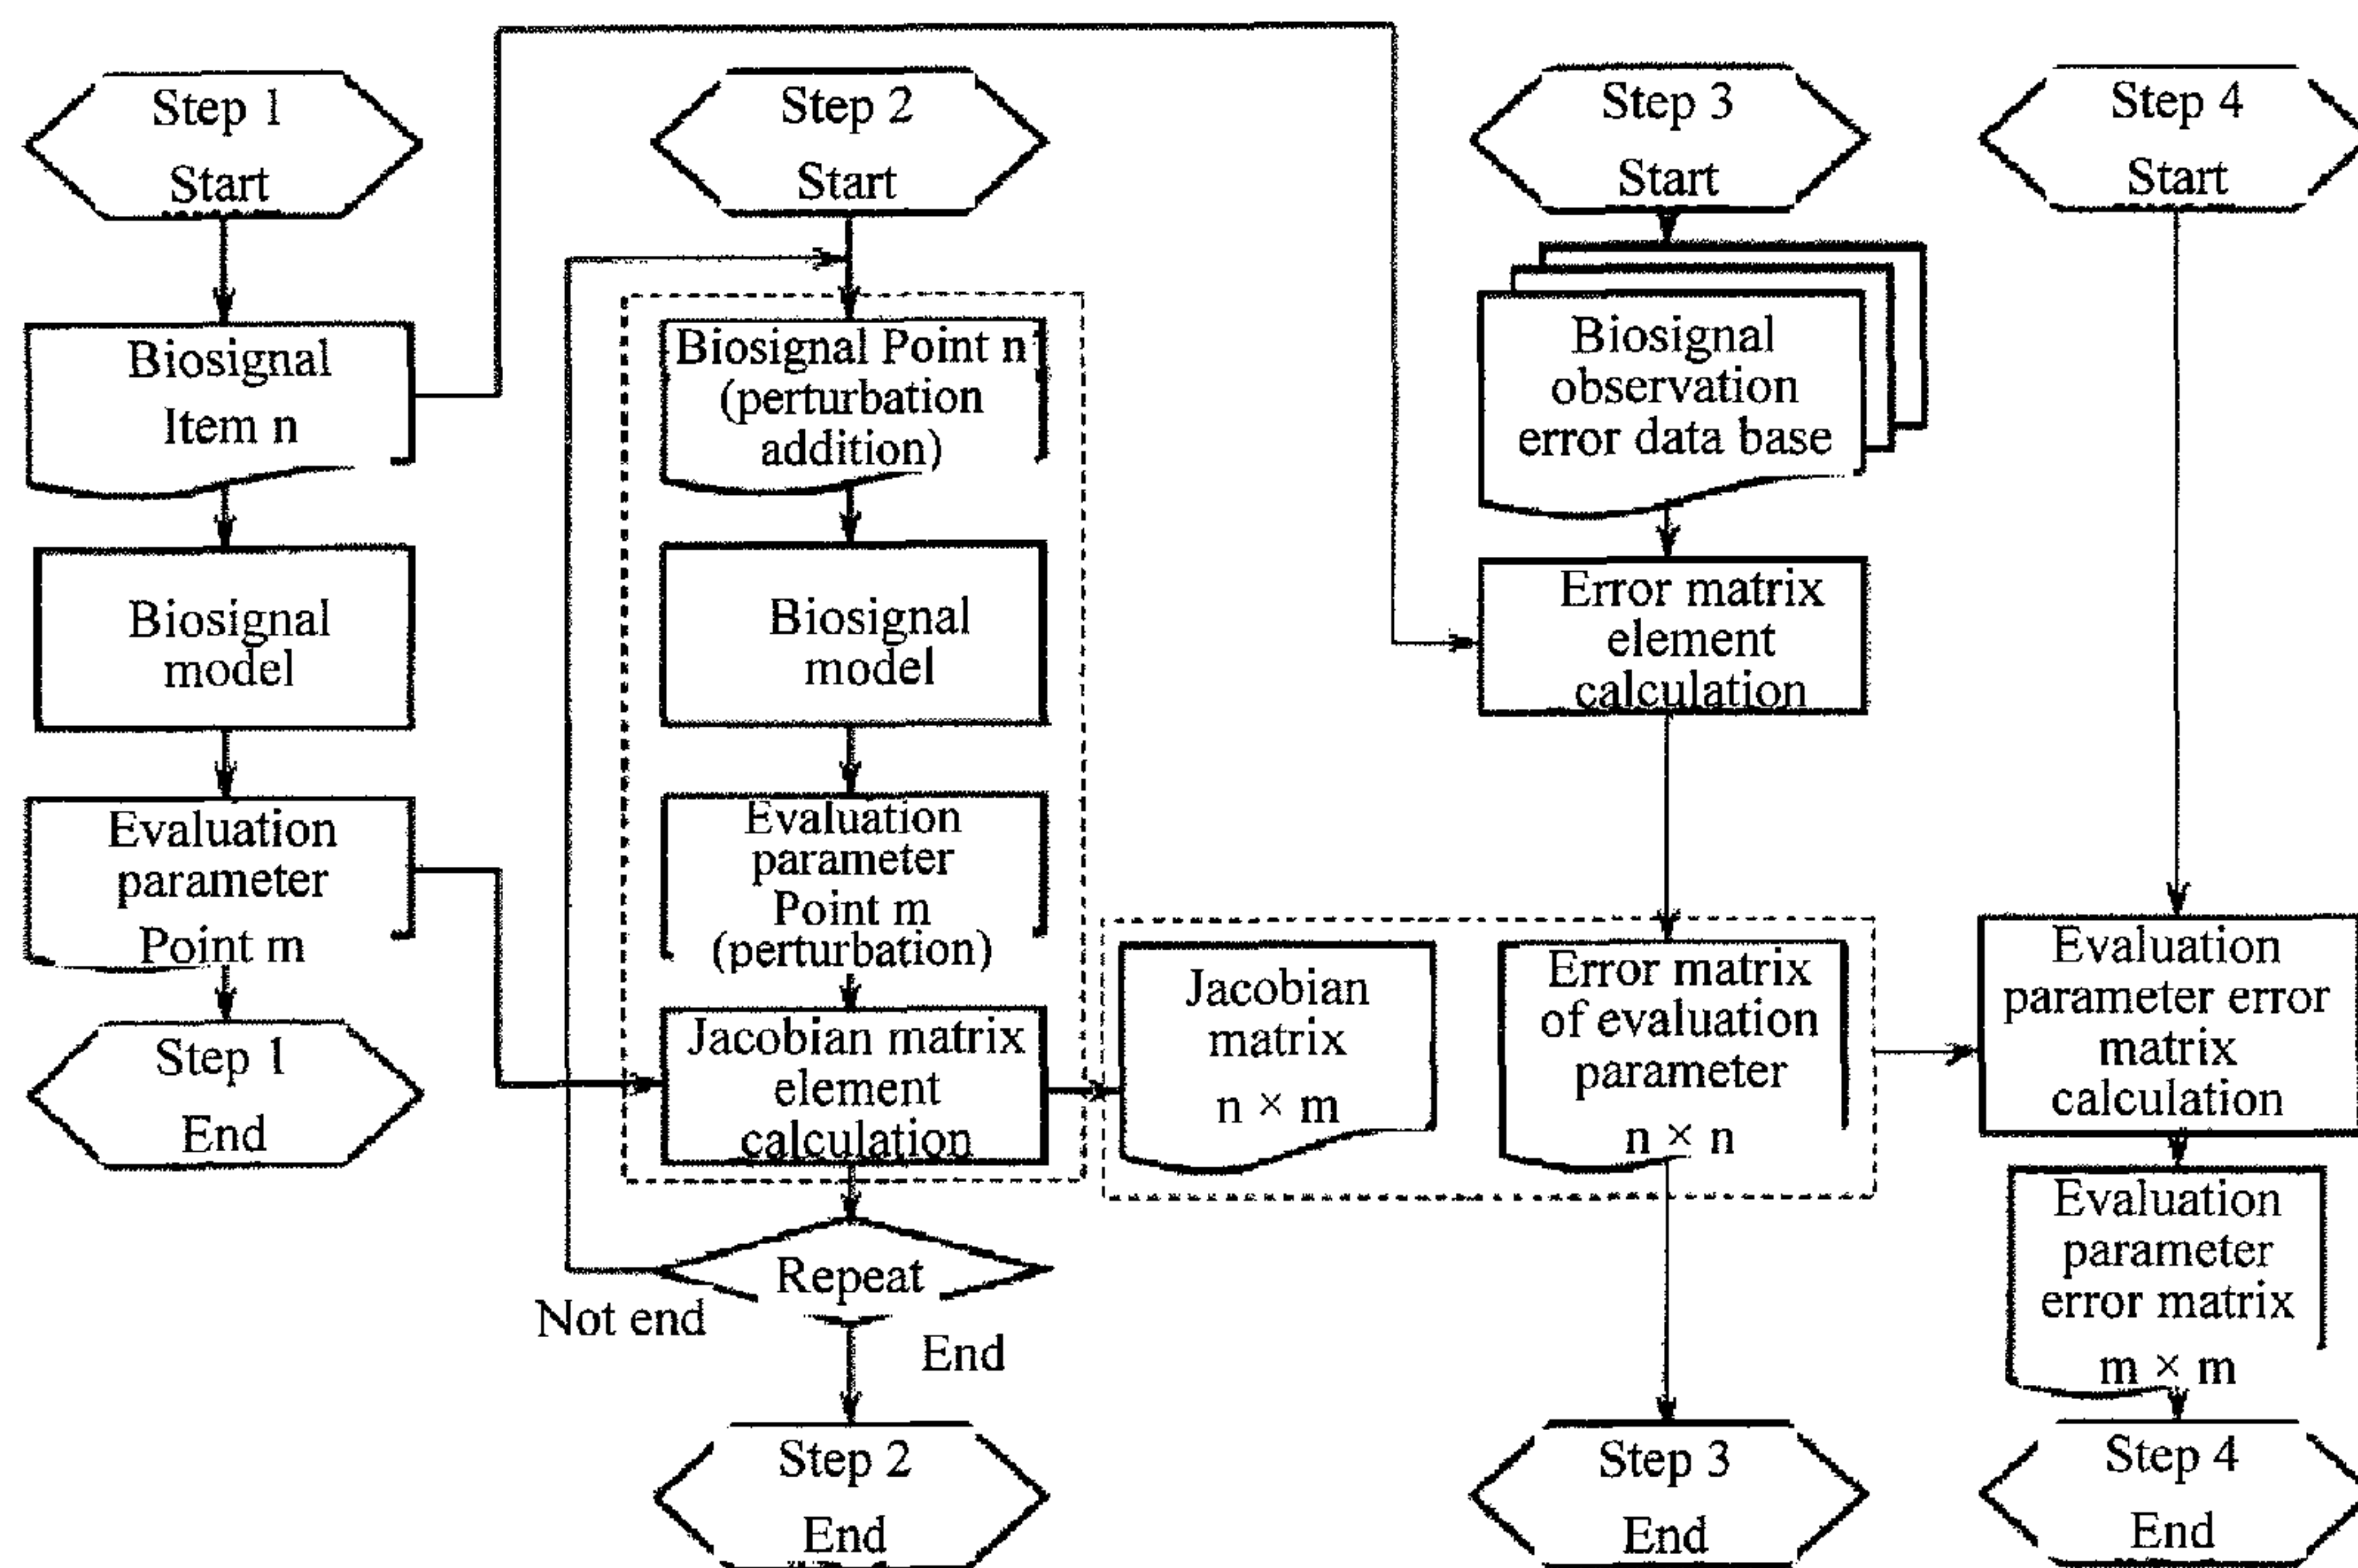 Step 1
Start
Biosignal
Item n
Biosignal
model
Evaluation
parameter
Point m
Step 1
End
Step 2
Start
Biosignal Point n
(perturbation
addition)
Biosignal
model
Evaluation
parameter
Point m
(perturbation)
Jacobian matrix
element
calculation
Repeat
Not end
End
Step 2
End
Jacobian
matrix
n × m
Step 3
Start
Biosignal
observation
error data base
Error matrix
element
calculation
Error matrix
of evaluation
parameter
n × n
Step 3
End
Step 4
Start
Evaluation
parameter error
matrix
calculation
Evaluation
parameter
error matrix
m × m
Step 4
End